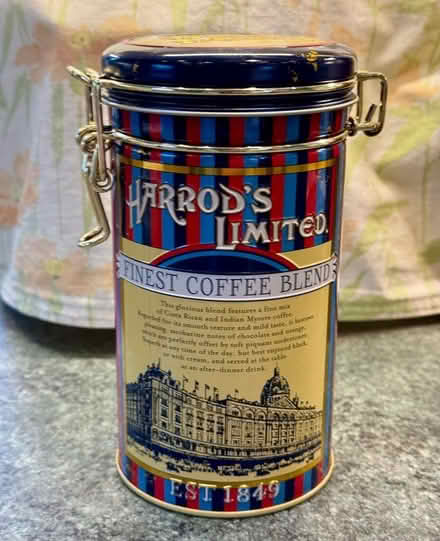 HARROD'S
LIMITED.
FINEST COFFEE BLEND
This glorious blend features a fine mix
of Costa Rican and Indian Mysore coffee.
Regarded for its smooth texture and mild taste, it boasts
pleasing, saccharine notes of chocolate and orange,
which are perfectly offset by soft piquant undertones.
Superb at any time of the day, but best enjoyed black,
or with cream, and served at the table
as an after-dinner drink.
EST 1849